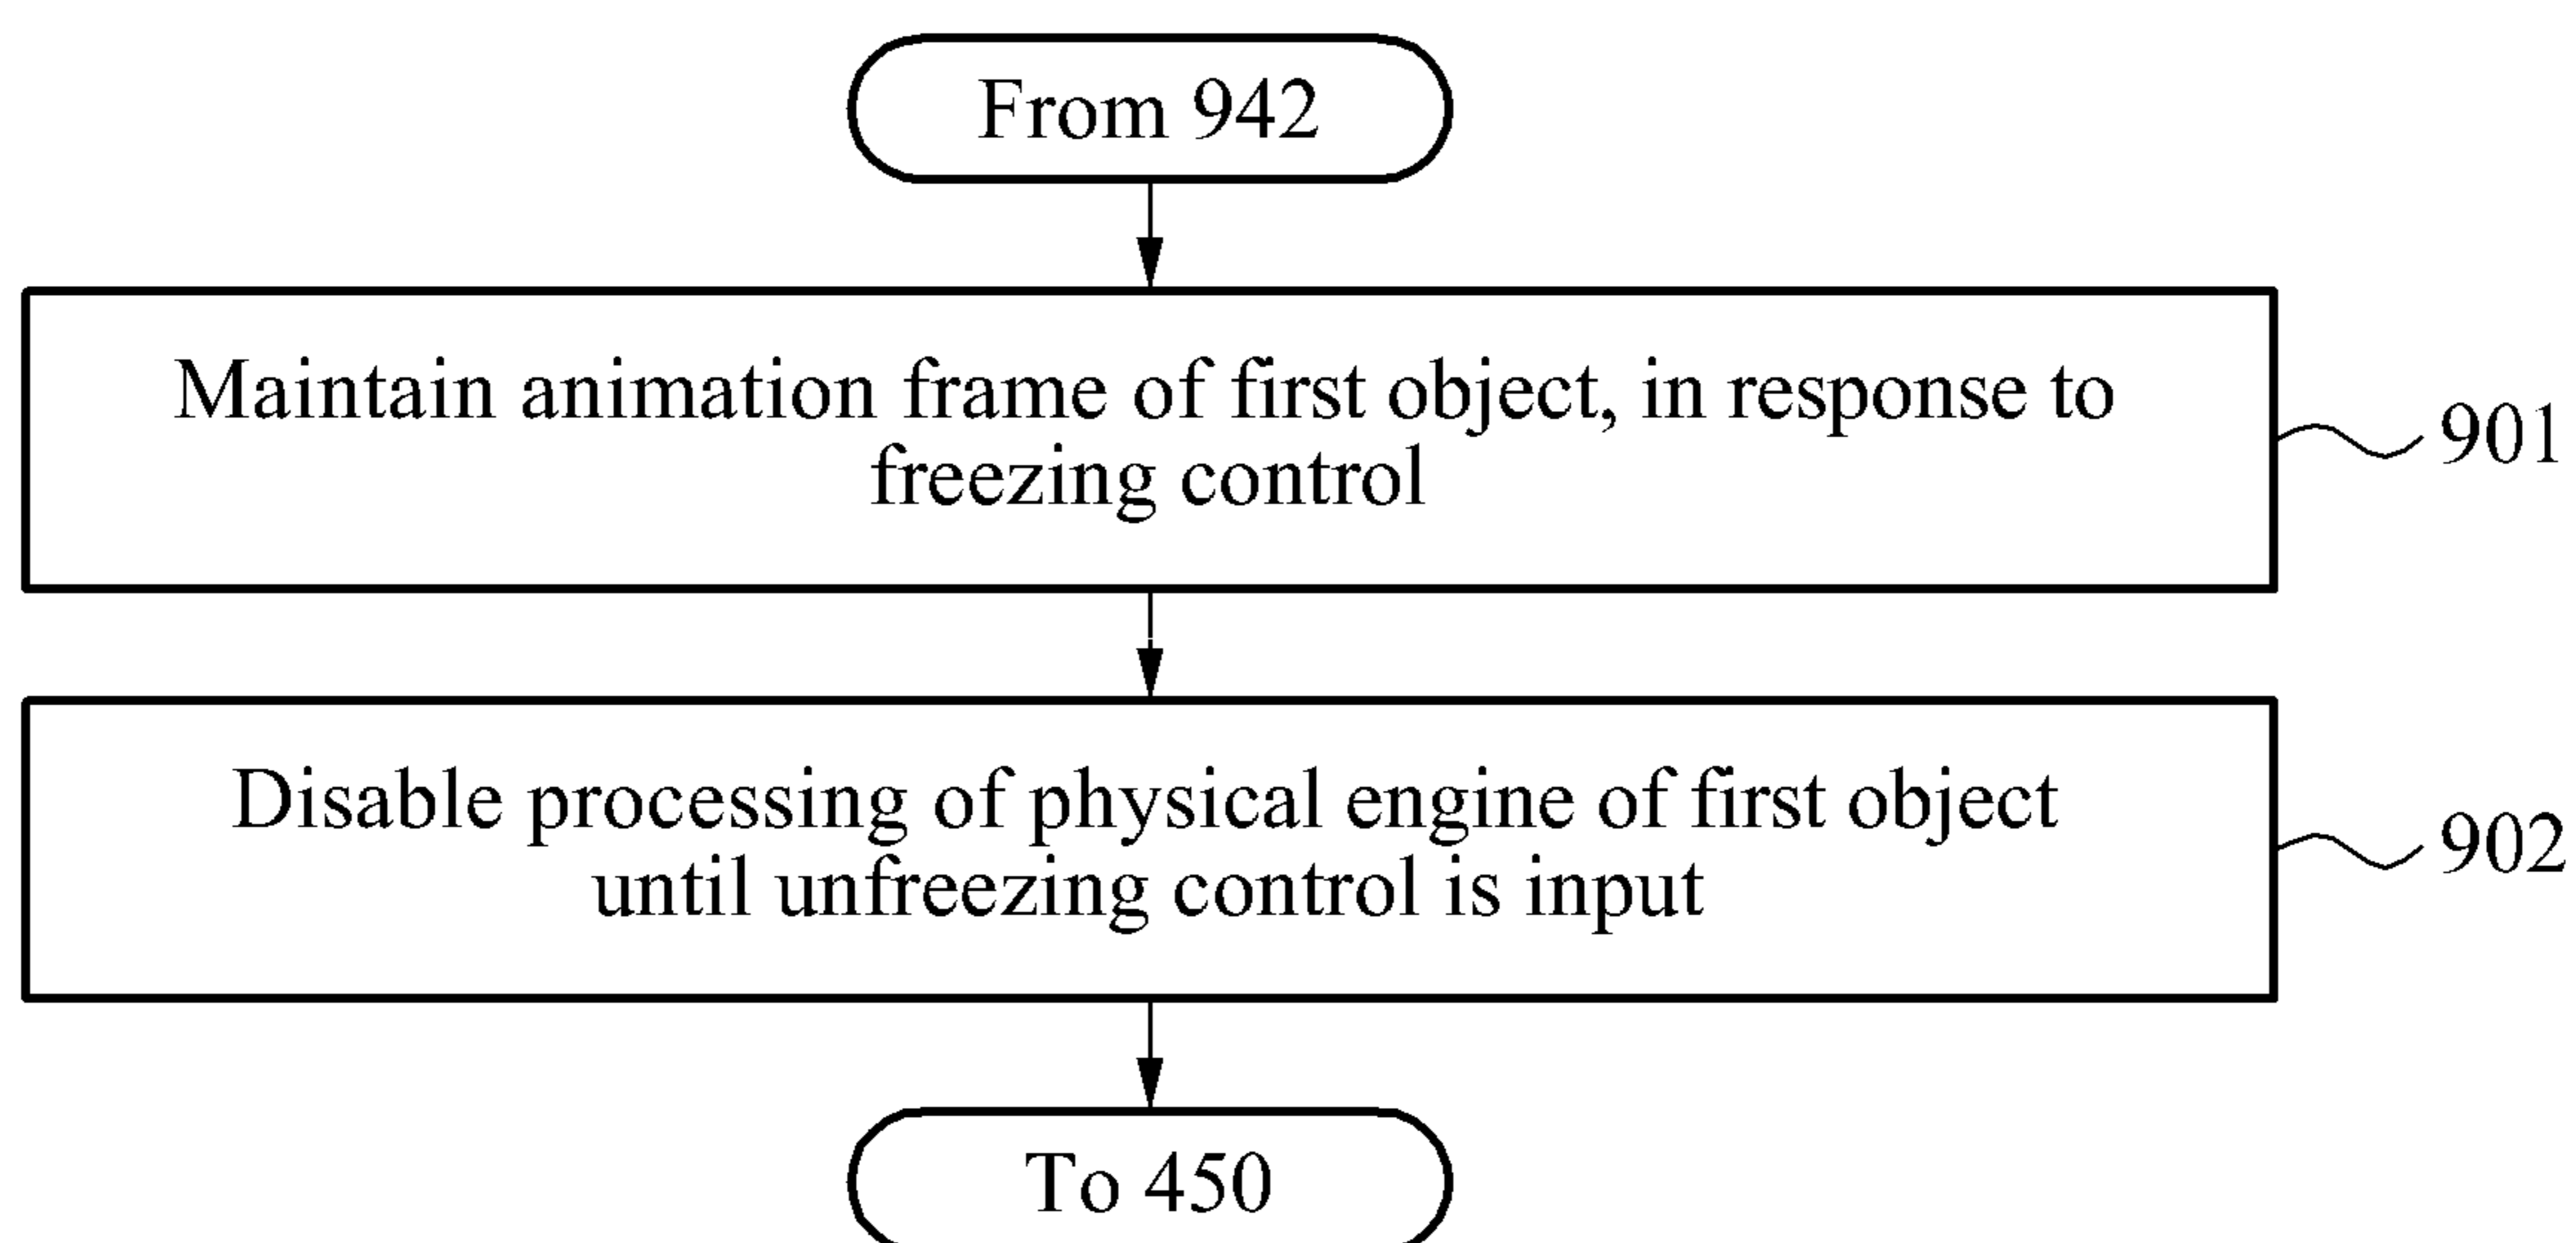 From 942
Maintain animation frame of first object, in response to
freezing control
901
Disable processing of physical engine of first object
until unfreezing control is input
902
To 450